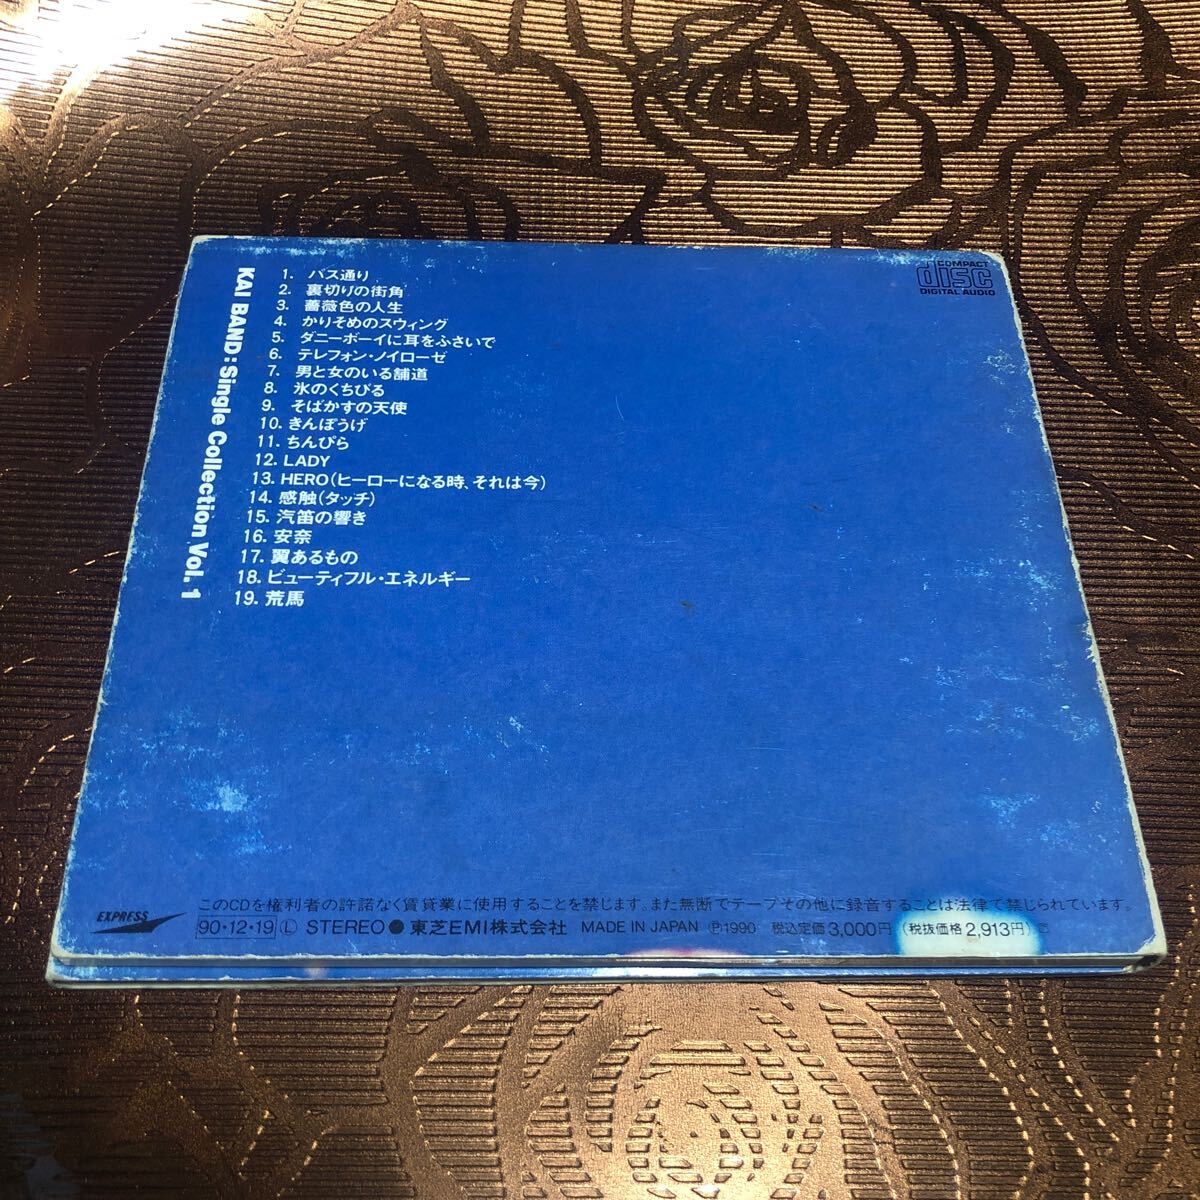 KAI BAND: Single Collection Vol. 1
1. バス通り
2. 裏切りの街角
3. 薔薇色の人生
4. かりそめのスウィング
5. ダニーボーイに耳をふさいで
6. テレフォン・ノイローゼ
7. 男と女のいる舗道
8. 氷のくちびる
9. そばかすの天使
10. きんぽうげ
11. ちんぴら
12. LADY
13. HERO(ヒーローになる時、それは今)
14. 感触(タッチ)
15. 汽笛の響き
16. 安奈
17. 翼あるもの
18. ビューティフル・エネルギー
19. 荒馬
COMPACT
disc
DIGITAL AUDIO
このCDを権利者の許諾なく賃貸業に使用することを禁じます。また無断でテープその他に録音することは法律で禁じられています。
EXPRESS
90・12・19 Ⓛ STEREO ● 東芝EMI株式会社 MADE IN JAPAN Ⓟ1990 税込定価3,000円 (税抜価格2,913円)